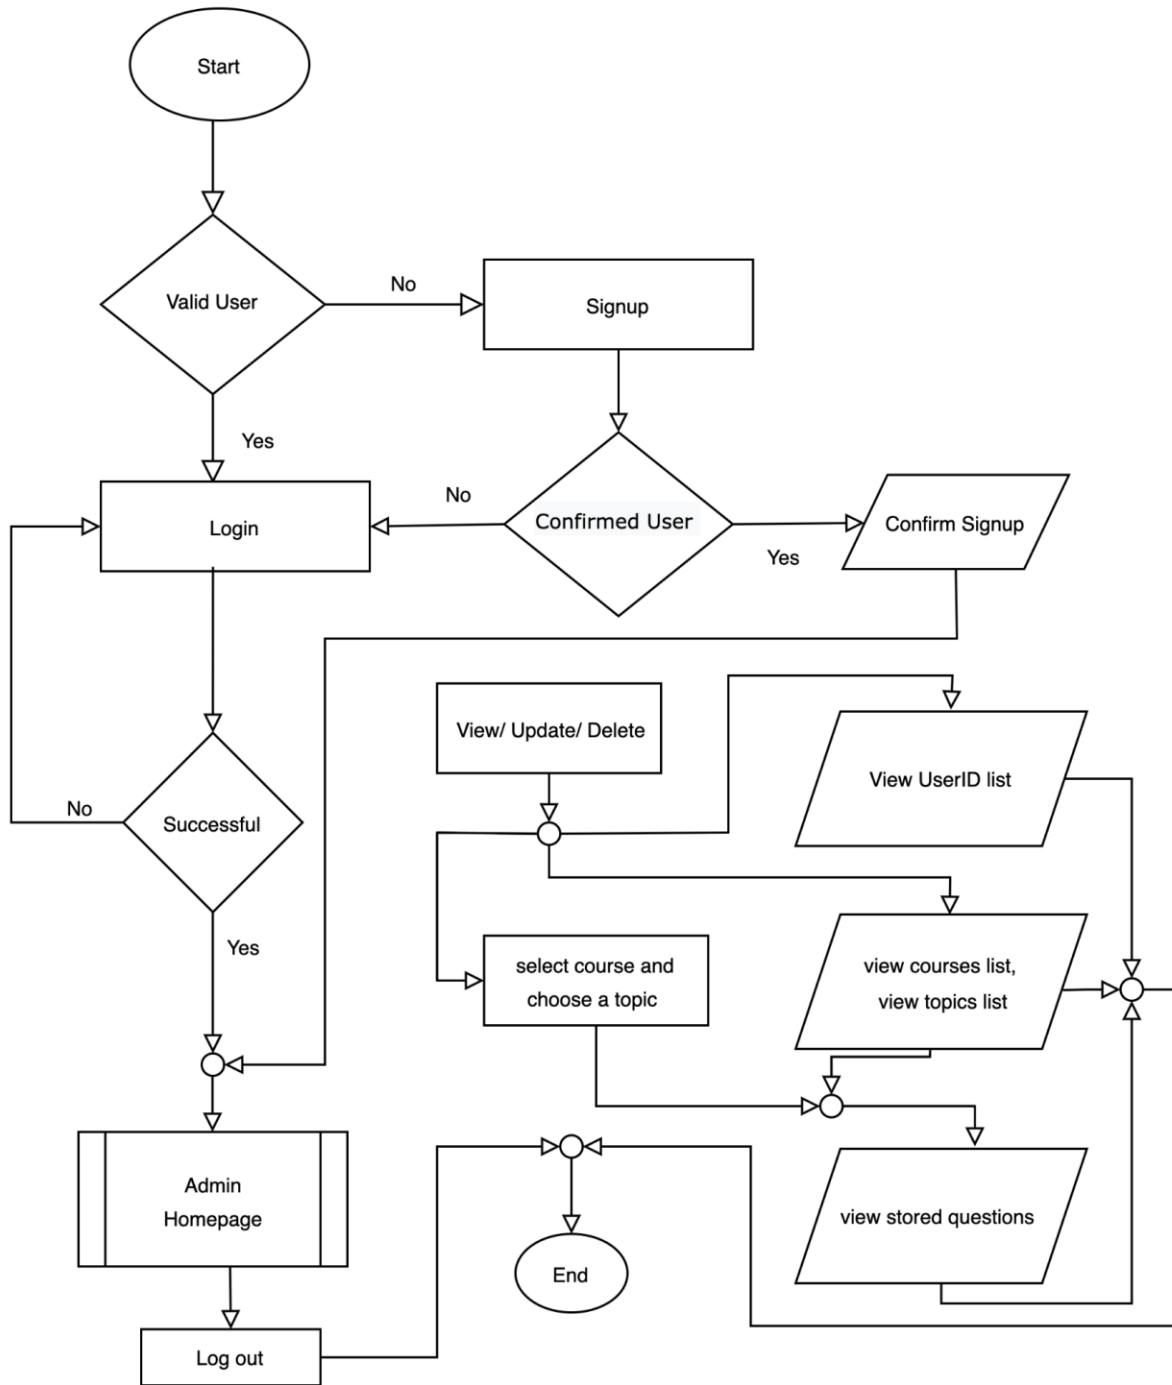 Start
Valid User
No
Signup
Yes
Login
No
Confirmed User
Yes
Confirm Signup
View/ Update/ Delete
View UserID list
No
Successful
Yes
select course and
choose a topic
view courses list,
view topics list
Admin
Homepage
view stored questions
End
Log out